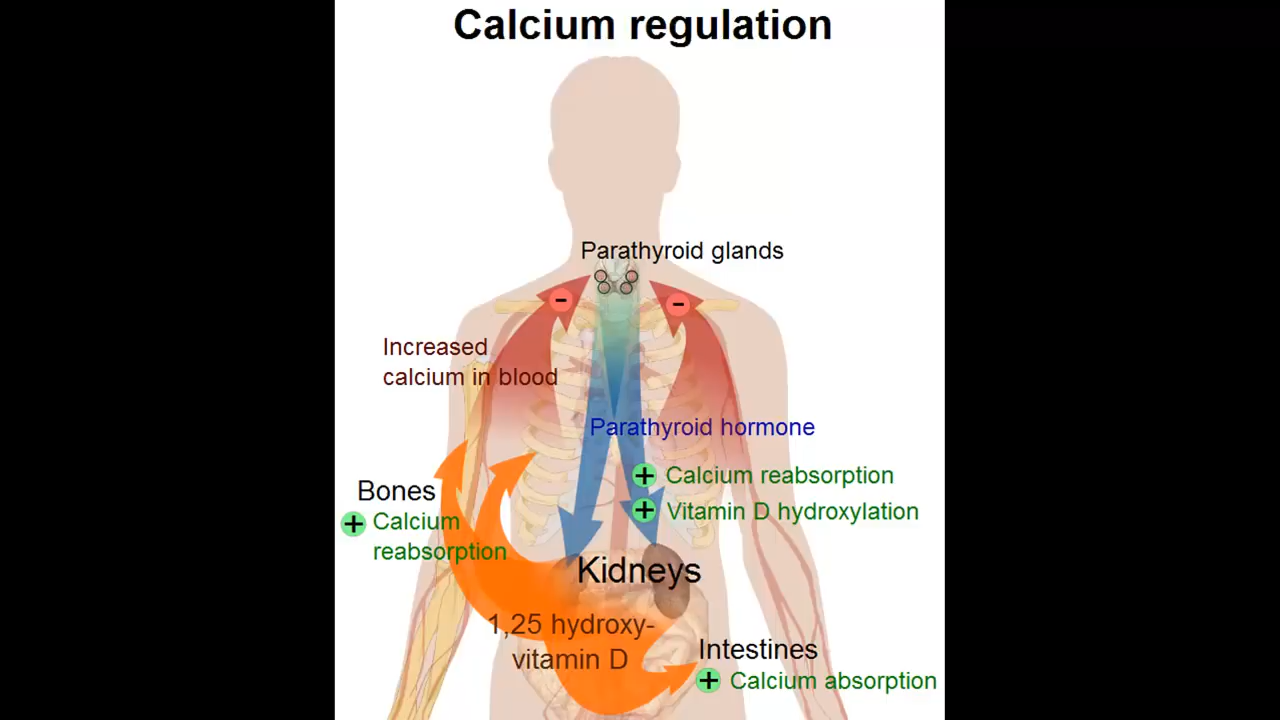 Calcium regulation
Parathyroid glands
−
−
Increased
calcium in blood
Parathyroid hormone
+ Calcium reabsorption
+ Vitamin D hydroxylation
Bones
+ Calcium
reabsorption
Kidneys
1,25 hydroxy-
vitamin D
Intestines
+ Calcium absorption